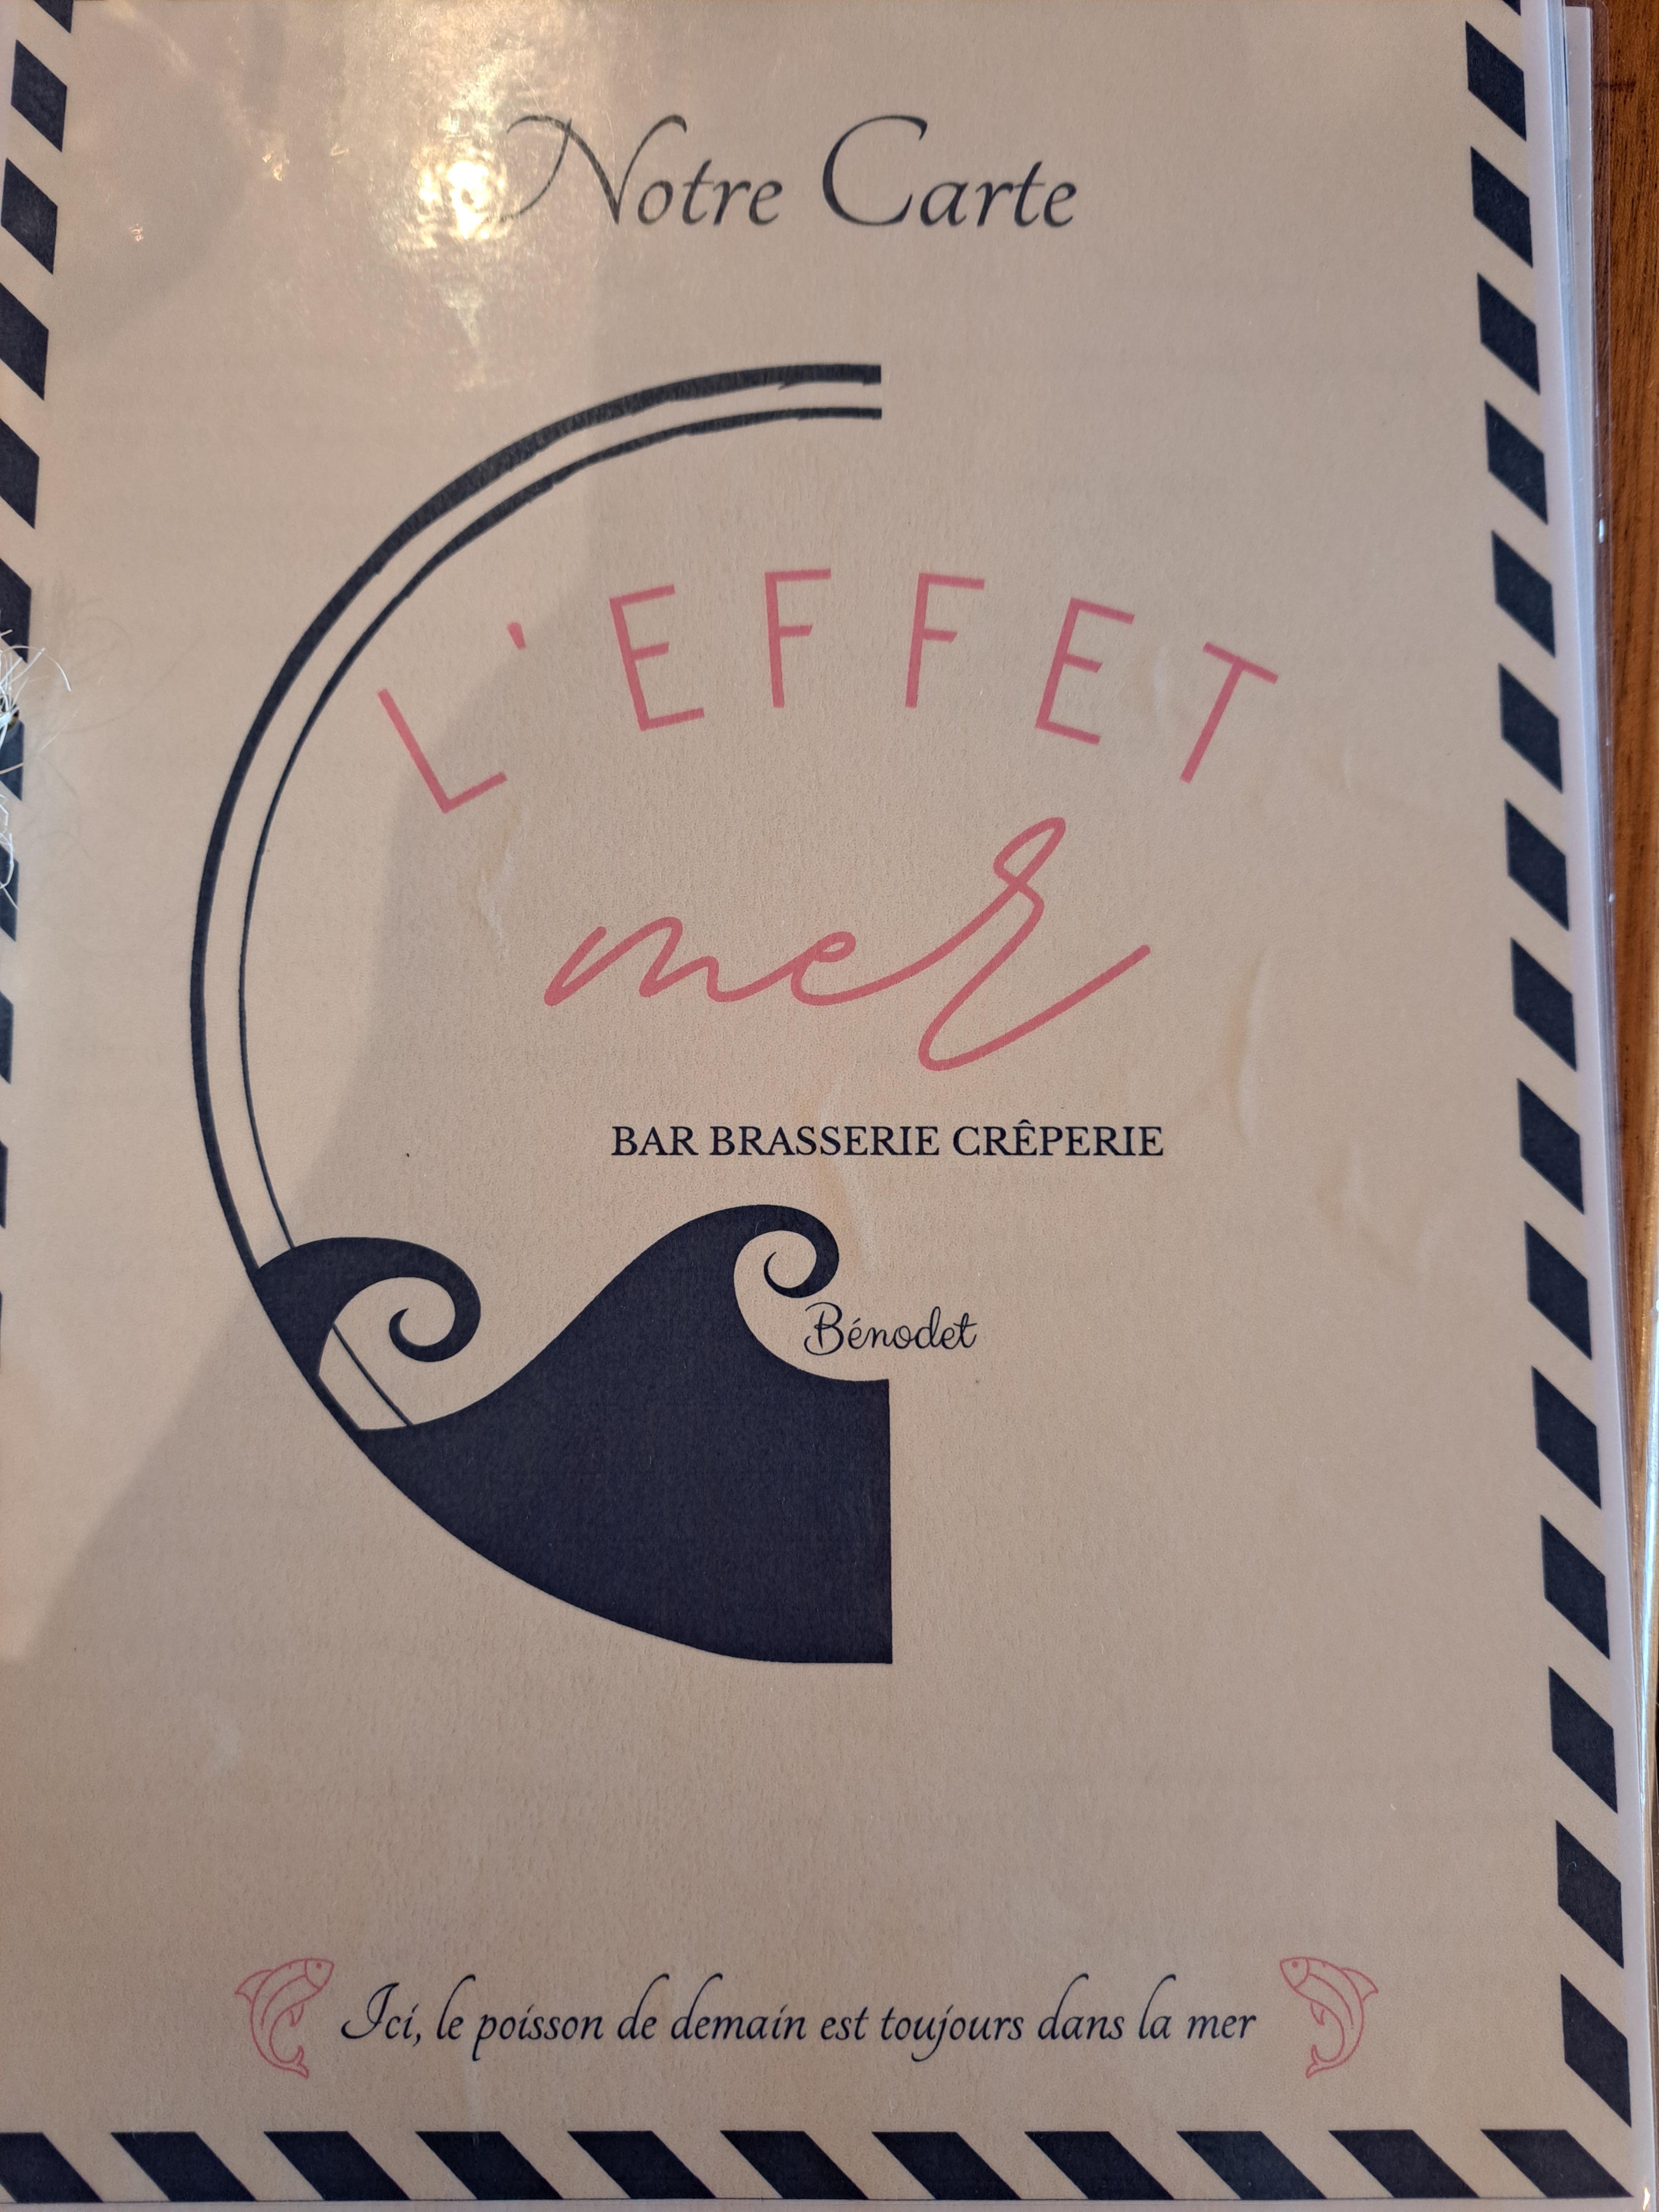 Notre Carte
L'EFFET
mer
BAR BRASSERIE CRÊPERIE
Bénodet
Ici, le poisson de demain est toujours dans la mer